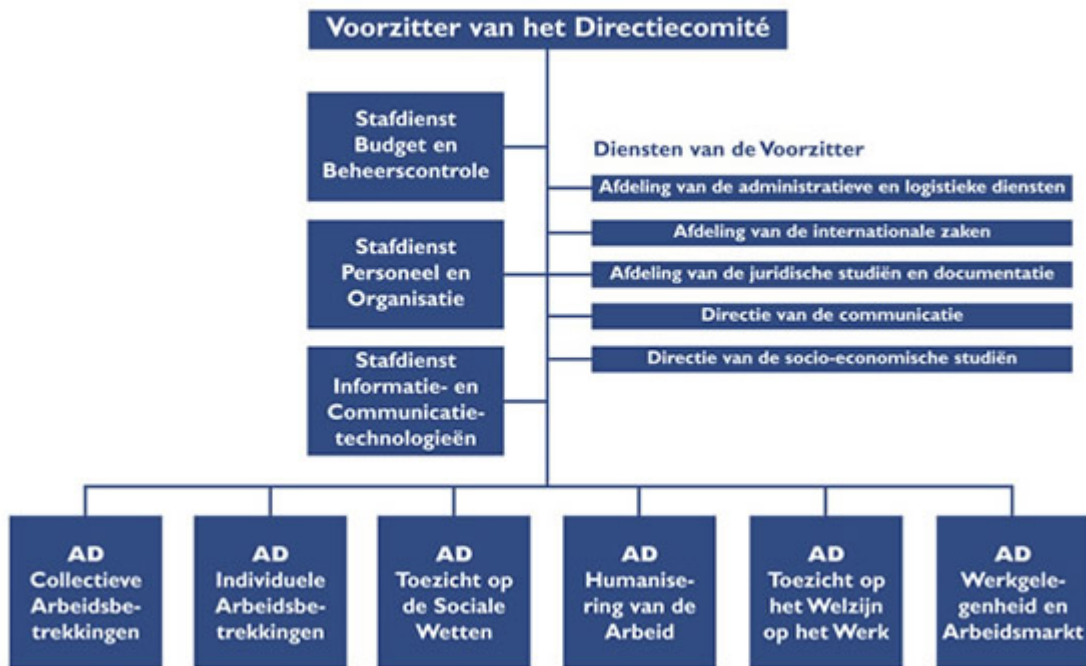 Voorzitter van het Directiecomité
Stafdienst
Budget en
Beheerscontrole
Diensten van de Voorzitter
Afdeling van de administratieve en logistieke diensten
Afdeling van de internationale zaken
Stafdienst
Personeel en
Organisatie
Afdeling van de juridische studiën en documentatie
Directie van de communicatie
Directie van de socio-economische studiën
Stafdienst
Informatie- en
Communicatie-
technologieën
AD
Collectieve
Arbeidsbe-
trekkingen
AD
Individuele
Arbeidsbe-
trekkingen
AD
Toezicht op
de Sociale
Wetten
AD
Humanise-
ring van de
Arbeid
AD
Toezicht op
het Welzijn
op het Werk
AD
Werkgele-
genheid en
Arbeidsmarkt